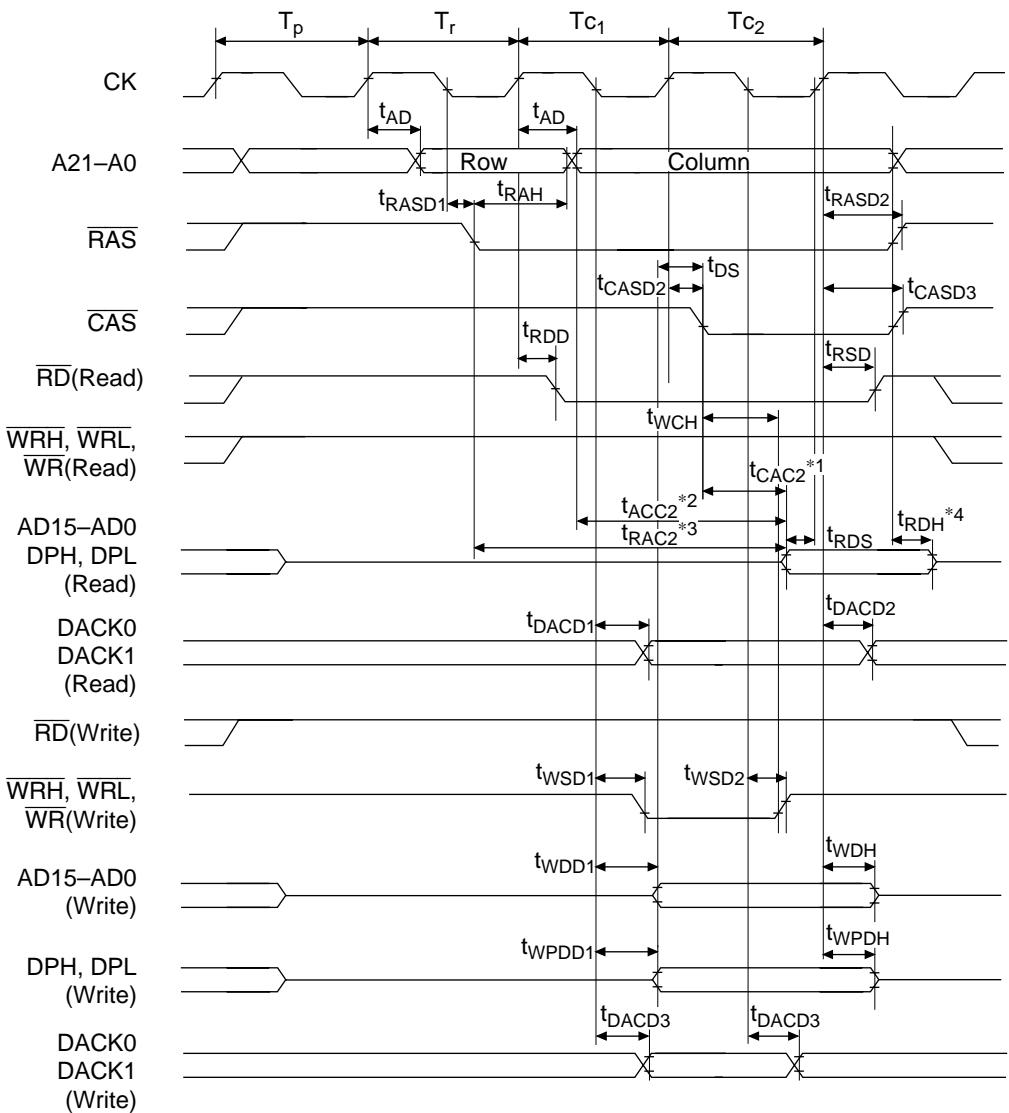 Tp Tr Tc1 Tc2
CK
tAD tAD
A21–A0 Row Column
tRASD1 tRAH tRASD2
RAS
tDS
tCASD2 tCASD3
CAS
tRDD tRSD
RD(Read)
tWCH
WRH, WRL,
WR(Read)
tCAC2*1
tACC2*2
AD15–AD0
DPH, DPL
(Read)
tRAC2*3 tRDS tRDH*4
tDACD1 tDACD2
DACK0
DACK1
(Read)
RD(Write)
tWSD1 tWSD2
WRH, WRL,
WR(Write)
tWDD1 tWDH
AD15–AD0
(Write)
tWPDD1 tWPDH
DPH, DPL
(Write)
tDACD3 tDACD3
DACK0
DACK1
(Write)